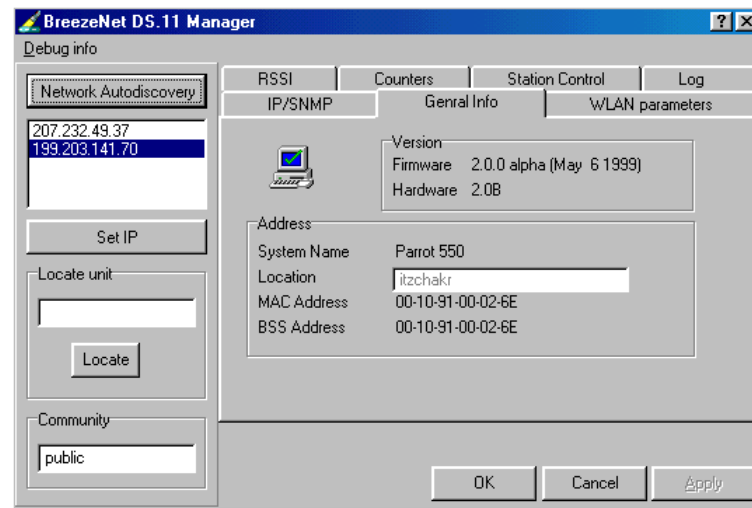 BreezeNet DS.11 Manager
Debug info
Network Autodiscovery
207.232.49.37
199.203.141.70
Set IP
Locate unit
Locate
Community
public
RSSI Counters Station Control Log
IP/SNMP Genral Info WLAN parameters
Version
Firmware 2.0.0 alpha (May 6 1999)
Hardware 2.0B
Address
System Name Parrot 550
Location itzchakr
MAC Address 00-10-91-00-02-6E
BSS Address 00-10-91-00-02-6E
OK Cancel Apply